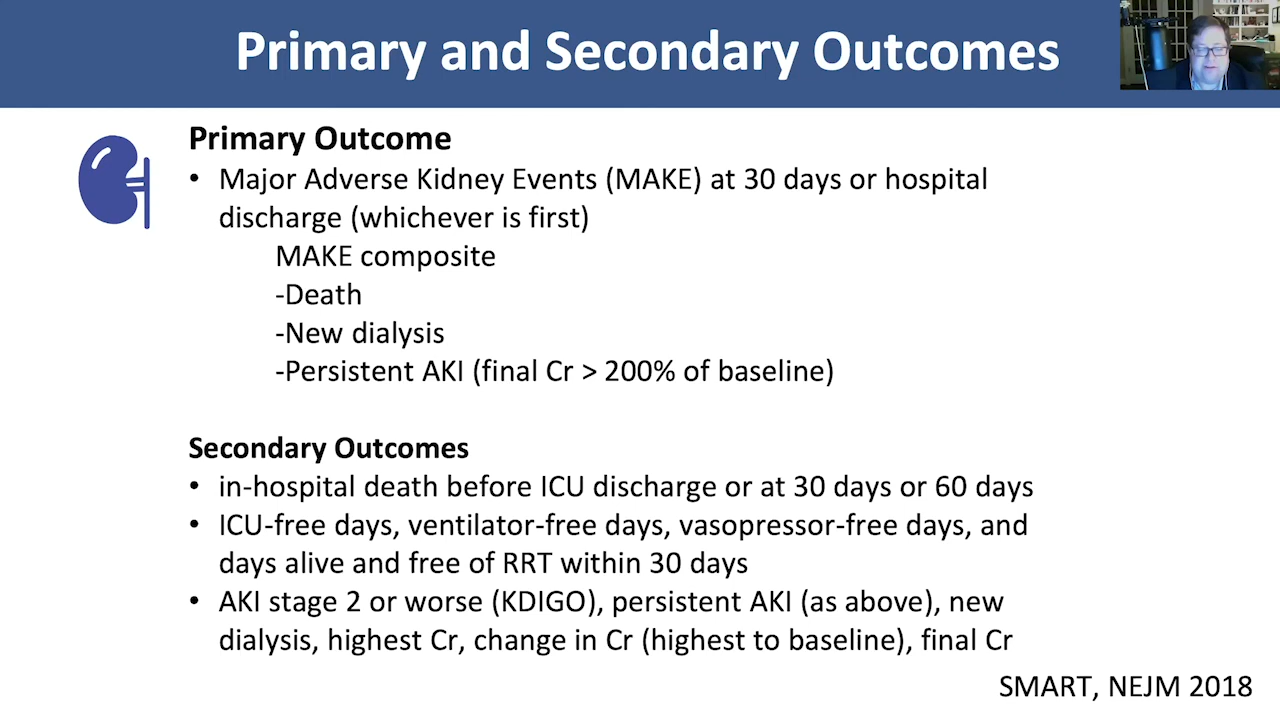 Primary and Secondary Outcomes
Primary Outcome
• Major Adverse Kidney Events (MAKE) at 30 days or hospital
discharge (whichever is first)
MAKE composite
-Death
-New dialysis
-Persistent AKI (final Cr > 200% of baseline)
Secondary Outcomes
• in-hospital death before ICU discharge or at 30 days or 60 days
• ICU-free days, ventilator-free days, vasopressor-free days, and
days alive and free of RRT within 30 days
• AKI stage 2 or worse (KDIGO), persistent AKI (as above), new
dialysis, highest Cr, change in Cr (highest to baseline), final Cr
SMART, NEJM 2018